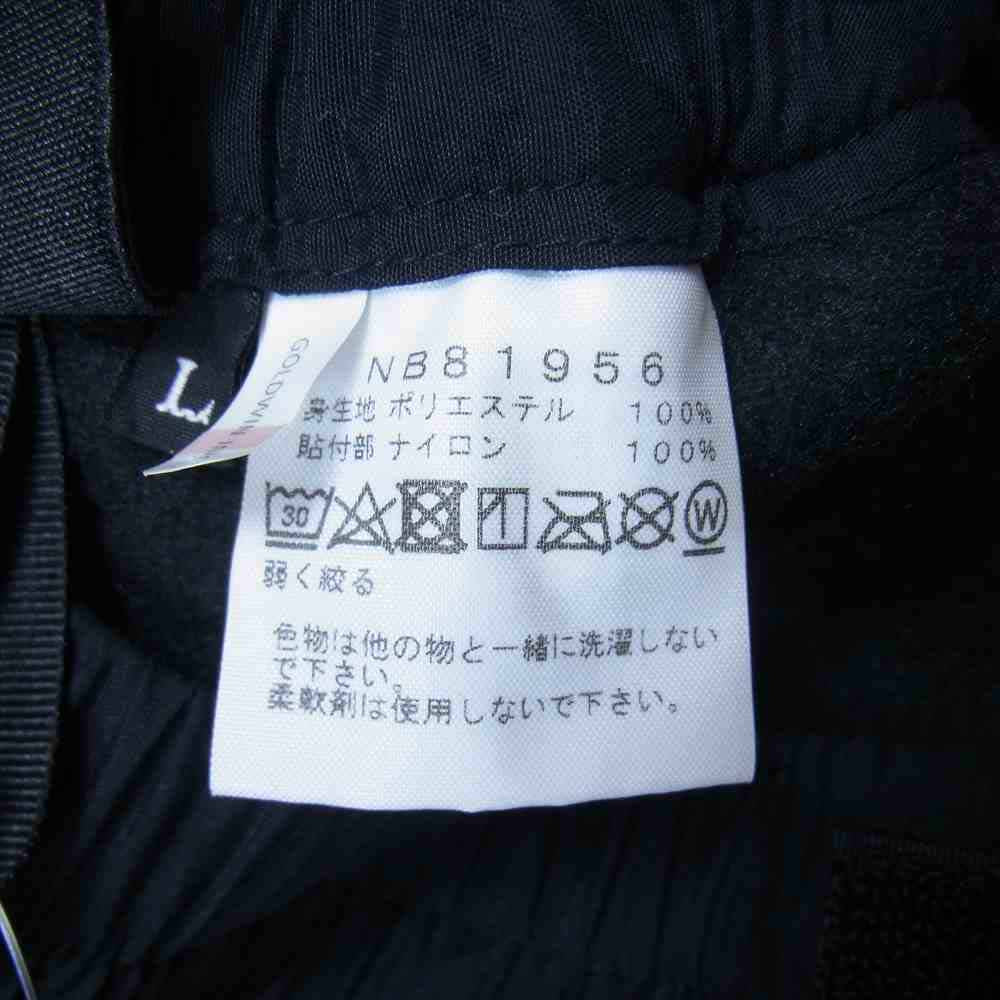 L
GOLDWIN
NB81956
身生地 ポリエステル 100%
貼付部 ナイロン 100%
30 W
弱く絞る
色物は他の物と一緒に洗濯しない
で下さい。
柔軟剤は使用しないで下さい。